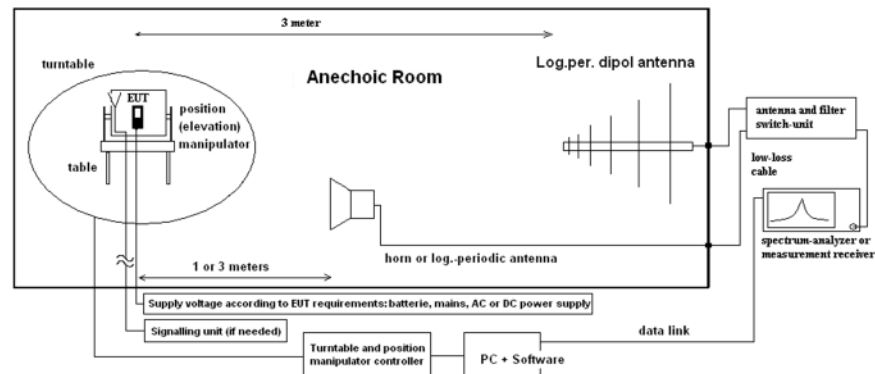 3 meter
turntable
Anechoic Room
Log.per. dipol antenna
EUT
position
(elevation)
manipulator
table
antenna and filter
switch-unit
low-loss
cable
spectrum-analyzer or
measurement receiver
horn or log.-periodic antenna
1 or 3 meters
Supply voltage according to EUT requirements: batterie, mains, AC or DC power supply
Signalling unit (if needed)
data link
Turntable and position
manipulator controller
PC + Software